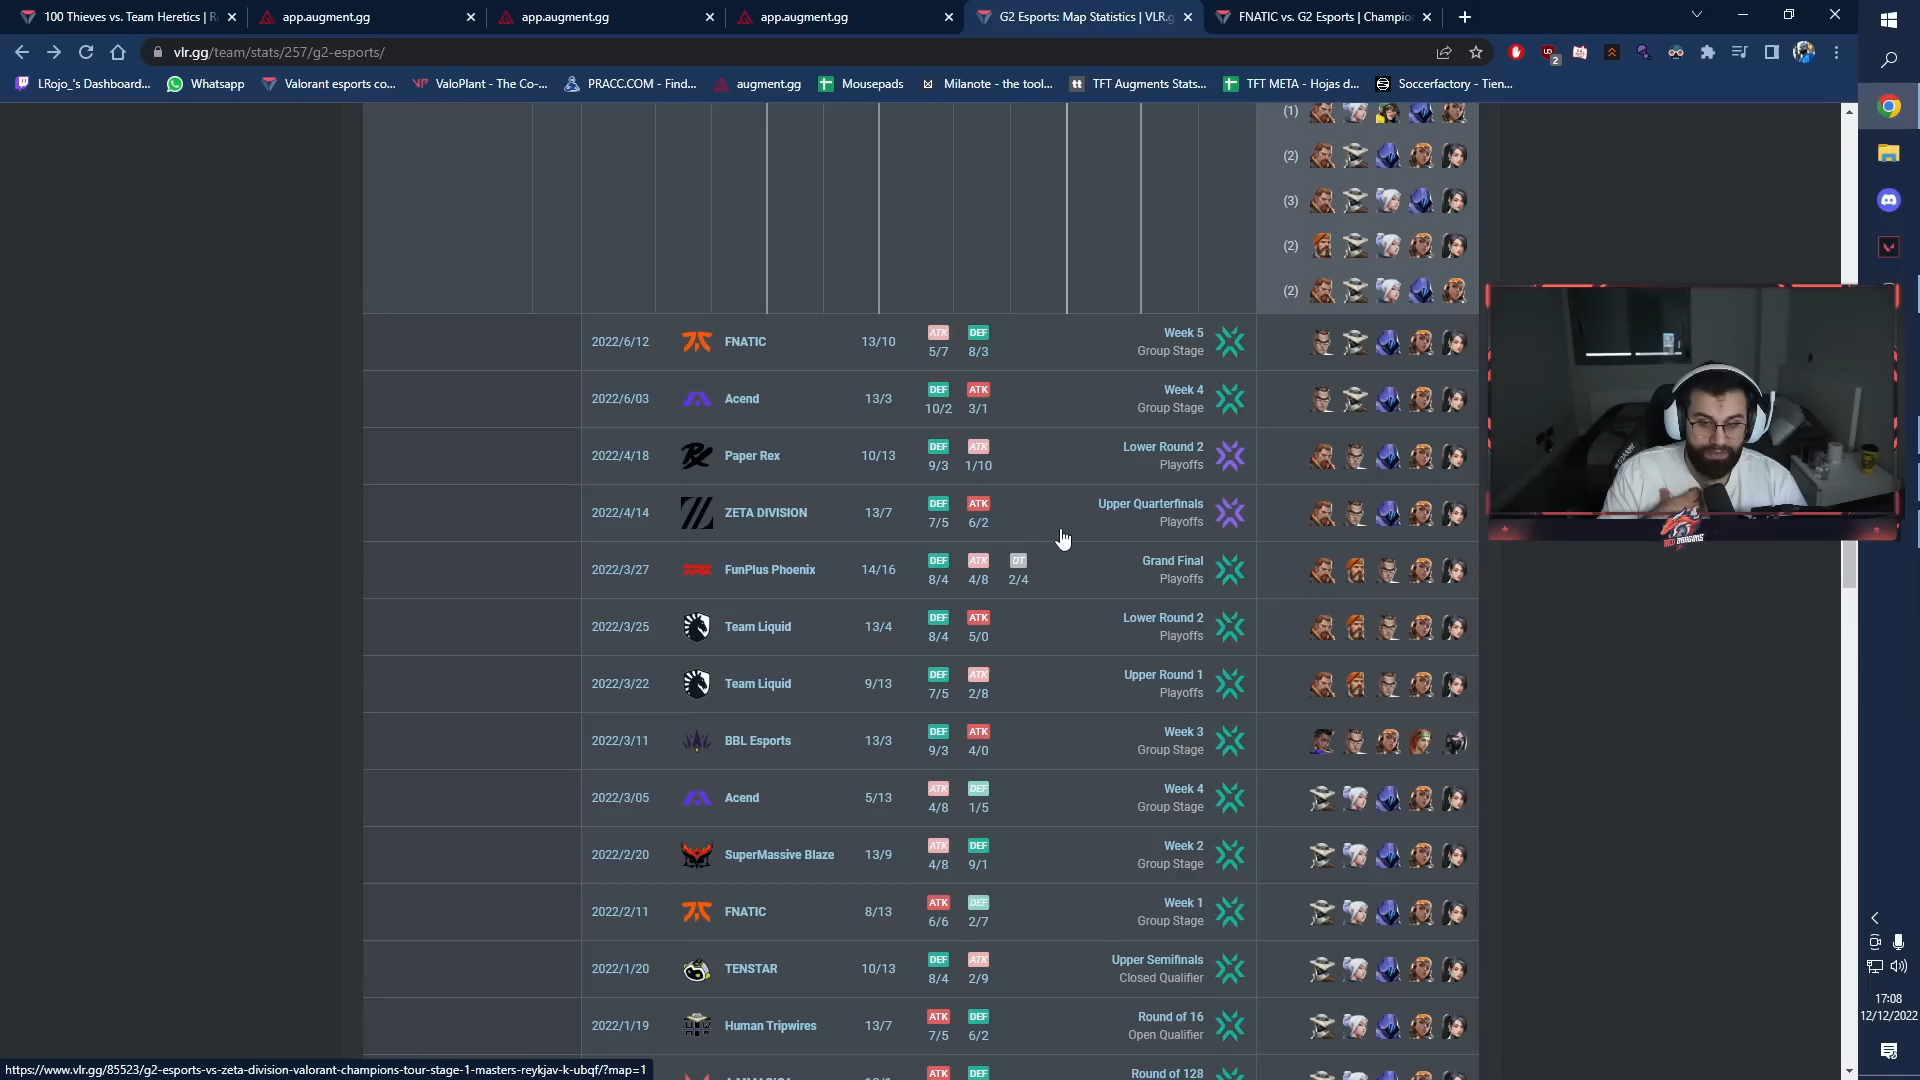 100 Thieves vs. Team Heretics | R
app.augment.gg
app.augment.gg
app.augment.gg
G2 Esports: Map Statistics | VLR.g
FNATIC vs. G2 Esports | Champio
vlr.gg/team/stats/257/g2-esports/
2
LRojo_'s Dashboard...
Whatsapp
Valorant esports co...
ValoPlant - The Co-...
PRACC.COM - Find...
augment.gg
Mousepads
Milanote - the tool...
tt TFT Augments Stats...
TFT META - Hojas d...
Soccerfactory - Tien...
(1)
(2)
(3)
(2)
(2)
2022/6/12 FNATIC 13/10 ATK 5/7 DEF 8/3 Week 5 Group Stage
2022/6/03 Acend 13/3 DEF 10/2 ATK 3/1 Week 4 Group Stage
2022/4/18 Paper Rex 10/13 DEF 9/3 ATK 1/10 Lower Round 2 Playoffs
2022/4/14 ZETA DIVISION 13/7 DEF 7/5 ATK 6/2 Upper Quarterfinals Playoffs
2022/3/27 FunPlus Phoenix 14/16 DEF 8/4 ATK 4/8 OT 2/4 Grand Final Playoffs
2022/3/25 Team Liquid 13/4 DEF 8/4 ATK 5/0 Lower Round 2 Playoffs
2022/3/22 Team Liquid 9/13 DEF 7/5 ATK 2/8 Upper Round 1 Playoffs
2022/3/11 BBL Esports 13/3 DEF 9/3 ATK 4/0 Week 3 Group Stage
2022/3/05 Acend 5/13 ATK 4/8 DEF 1/5 Week 4 Group Stage
2022/2/20 SuperMassive Blaze 13/9 ATK 4/8 DEF 9/1 Week 2 Group Stage
2022/2/11 FNATIC 8/13 ATK 6/6 DEF 2/7 Week 1 Group Stage
2022/1/20 TENSTAR 10/13 DEF 8/4 ATK 2/9 Upper Semifinals Closed Qualifier
2022/1/19 Human Tripwires 13/7 ATK 7/5 DEF 6/2 Round of 16 Open Qualifier
ATK DEF Round of 128
RED DRAGONS
17:08
12/12/2022
https://www.vlr.gg/85523/g2-esports-vs-zeta-division-valorant-champions-tour-stage-1-masters-reykjav-k-ubqf/?map=1